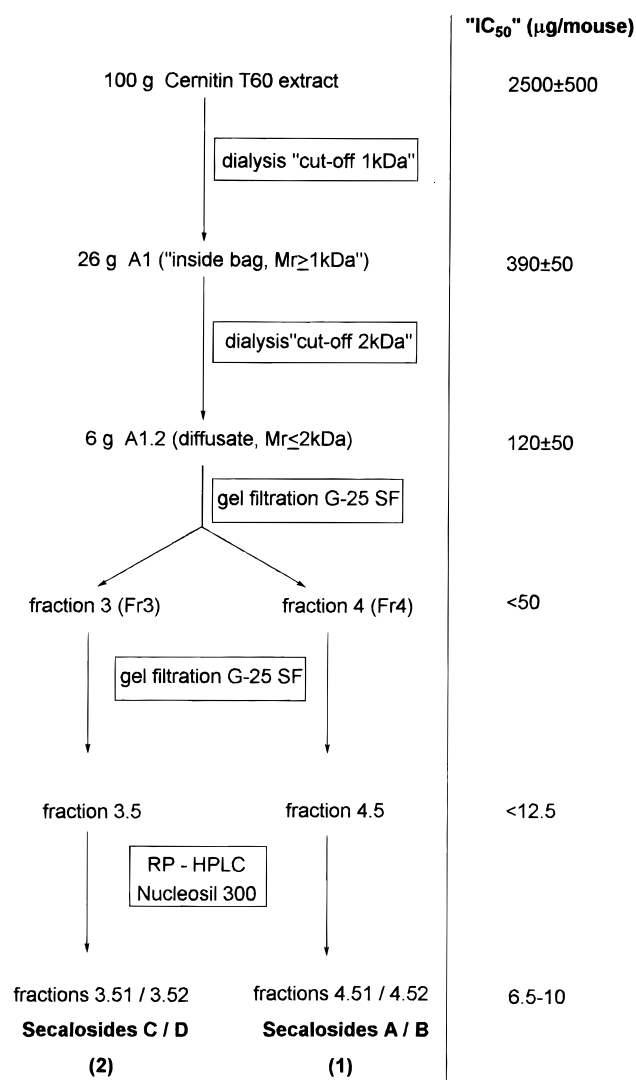 "IC50" (µg/mouse)
100 g Cernitin T60 extract 2500±500
dialysis "cut-off 1kDa"
26 g A1 ("inside bag, Mr≥1kDa") 390±50
dialysis"cut-off 2kDa"
6 g A1.2 (diffusate, Mr≤2kDa) 120±50
gel filtration G-25 SF
fraction 3 (Fr3) fraction 4 (Fr4) <50
gel filtration G-25 SF
fraction 3.5 fraction 4.5 <12.5
RP - HPLC
Nucleosil 300
fractions 3.51 / 3.52 fractions 4.51 / 4.52 6.5-10
Secalosides C / D Secalosides A / B
(2) (1)